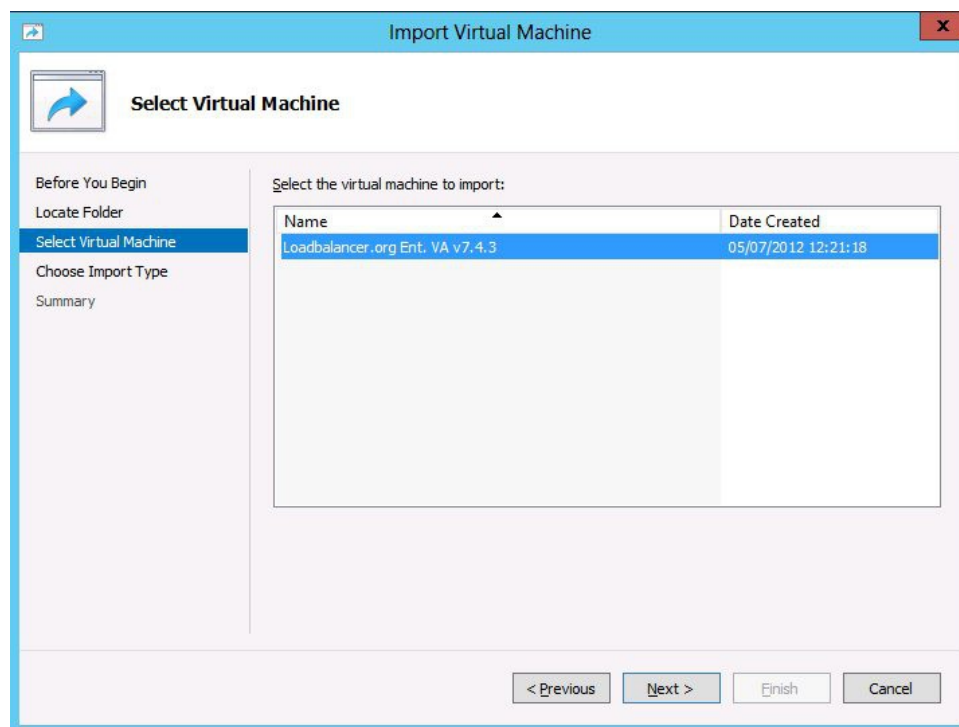 Import Virtual Machine
x
Select Virtual Machine
Before You Begin
Locate Folder
Select Virtual Machine
Choose Import Type
Summary
Select the virtual machine to import:
Name Date Created
Loadbalancer.org Ent. VA v7.4.3 05/07/2012 12:21:18
< Previous Next > Finish Cancel